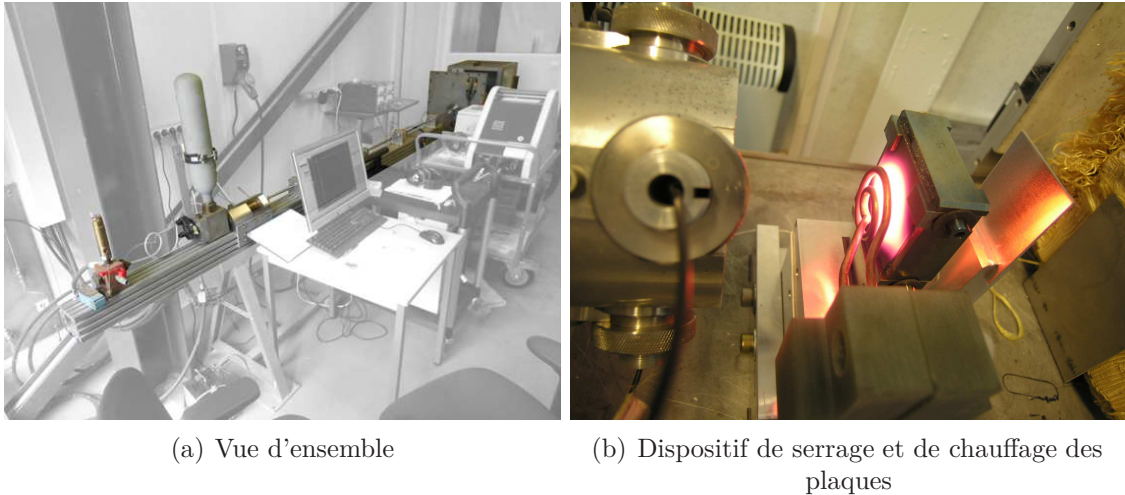 (a) Vue d'ensemble
(b) Dispositif de serrage et de chauffage des
plaques